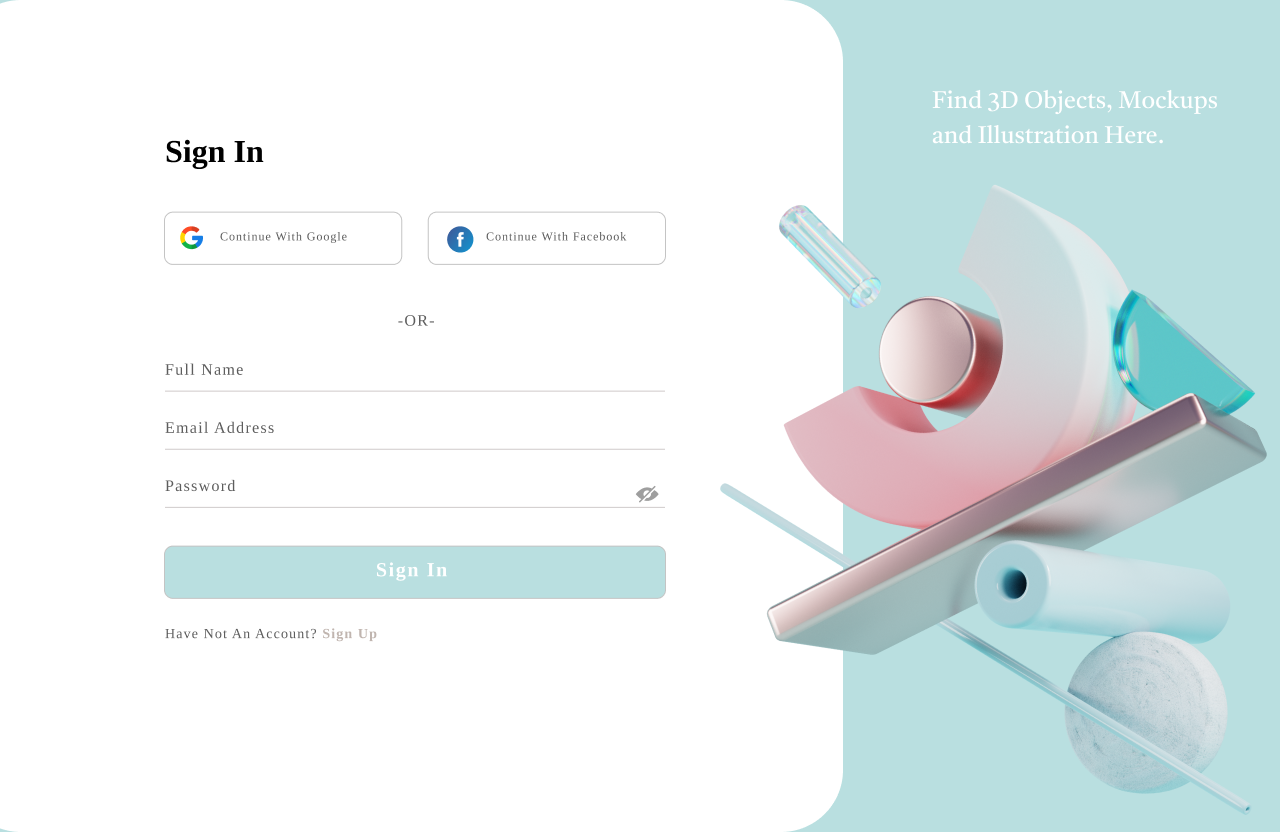 Find 3D Objects, Mockups
and Illustration Here.
Sign In
Continue With Google
Continue With Facebook
-OR-
Full Name
Email Address
Password
Sign In
Have Not An Account? Sign Up